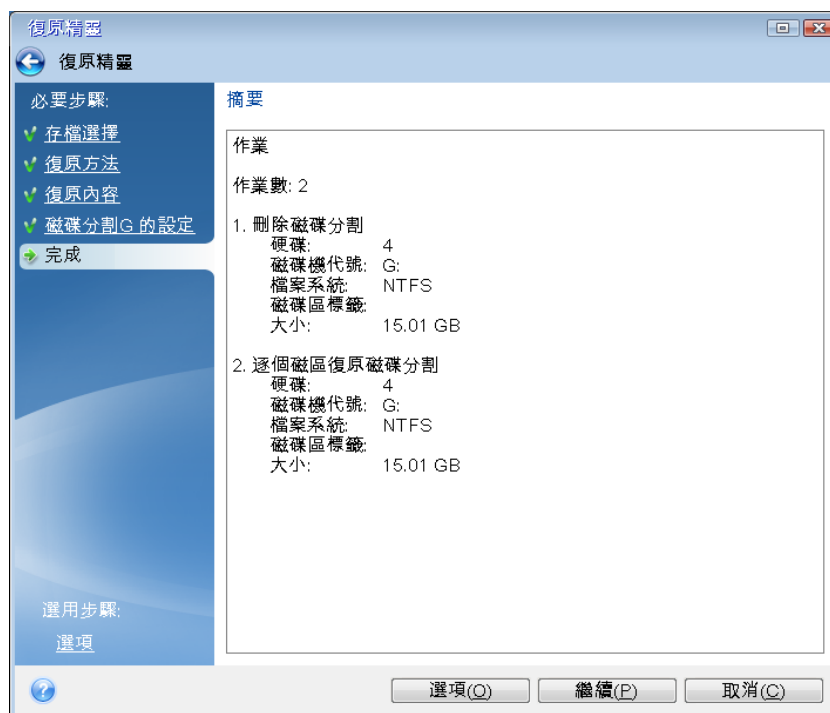 復原精靈
復原精靈
必要步驟:
存檔選擇
復原方法
復原內容
磁碟分割G 的設定
完成
選用步驟:
選項
摘要
作業
作業數: 2
1. 刪除磁碟分割
硬碟: 4
磁碟機代號: G:
檔案系統: NTFS
磁碟區標籤:
大小: 15.01 GB
2. 逐個磁區復原磁碟分割
硬碟: 4
磁碟機代號: G:
檔案系統: NTFS
磁碟區標籤:
大小: 15.01 GB
選項(O)
繼續(P)
取消(C)